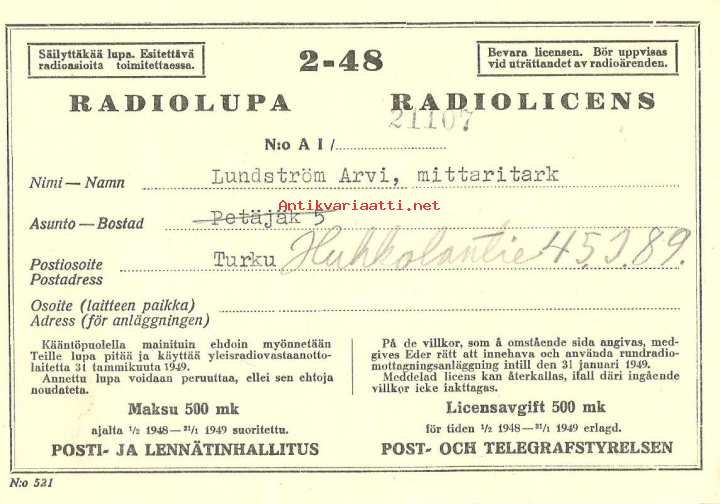 Säilyttäkää lupa. Esitettävä
radioasioita toimitettaessa.
2-48
Bevara licensen. Bör uppvisas
vid uträttandet av radioärenden.
RADIOLUPA
RADIOLICENS
N:o A I/
21107
Nimi — Namn Lundström Arvi, mittaritark
Antikvariaatti.net
Asunto — Bostad Petäjäk 5
Postiosoite
Postadress
Turku Huhkolantie 45
Osoite (laitteen paikka)
Adress (för anläggningen)
Kääntöpuolella mainituin ehdoin myönnetään
Teille lupa pitää ja käyttää yleisradiovastaanotto-
laitetta 31 tammikuuta 1949.
Annettu lupa voidaan peruuttaa, ellei sen ehtoja
noudateta.
På de villkor, som å omstående sida angivas, med-
gives Eder rätt att innehava och använda rundradio-
mottagningsanläggning intill den 31 januari 1949.
Meddelad licens kan återkallas, ifall däri ingående
villkor icke iakttagas.
Maksu 500 mk
ajalta 1/2 1948 — 31/1 1949 suoritettu.
POSTI- JA LENNÄTINHALLITUS
Licensavgift 500 mk
för tiden 1/2 1948 — 31/1 1949 erlagd.
POST- OCH TELEGRAFSTYRELSEN
N:o 521